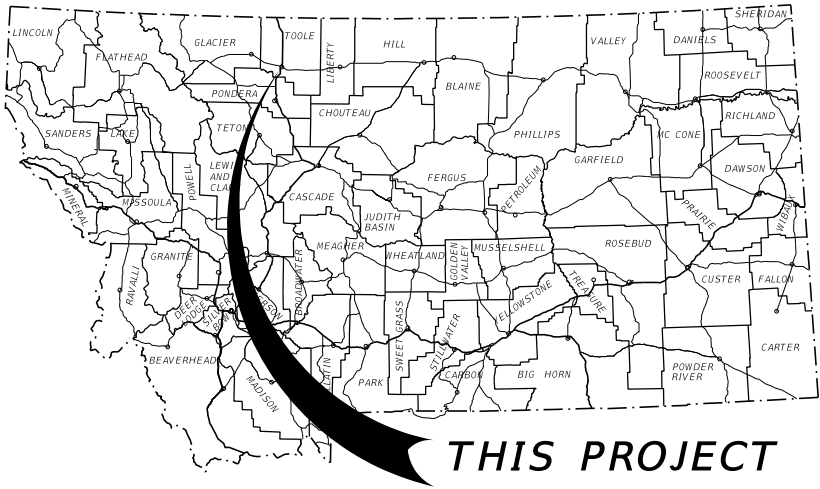 SHERIDAN
LINCOLN
TOOLE
GLACIER
HILL
VALLEY
DANIELS
FLATHEAD
LIBERTY
ROOSEVELT
BLAINE
PONDERA
CHOUTEAU
RICHLAND
TETON
SANDERS
LAKE
PHILLIPS
MC CONE
GARFIELD
LEWIS
AND
CLA
POWELL
DAWSON
FERGUS
PETROLEUM
CASCADE
MINERAL
MISSOULA
JUDITH
BASIN
PRAIRIE
WIBAUX
MEAGHER
MUSSELSHELL
ROSEBUD
GRANITE
WHEATLAND
GOLDEN
VALLEY
BROADWATER
RAVALLI
CUSTER
FALLON
TREASURE
DEER
LODGE
SILVER
BOW
ERSON
YELLOWSTONE
SWEET GRASS
STILLWATER
CARTER
BEAVERHEAD
LATIN
PARK
CARBON
BIG HORN
POWDER
RIVER
MADISON
THIS PROJECT